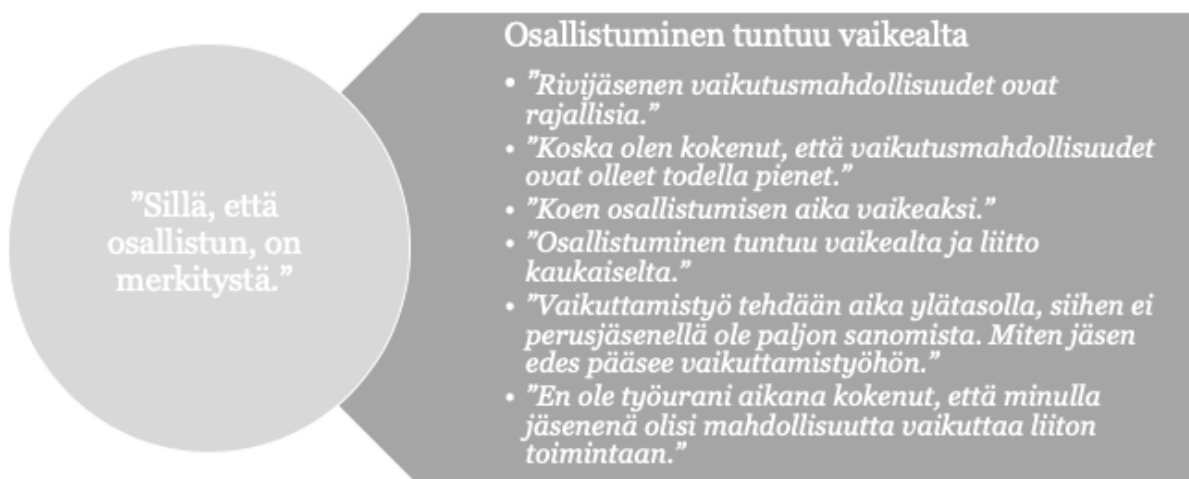 ”Sillä, että
osallistun, on
merkitystä.”
Osallistuminen tuntuu vaikealta
• ”Rivijäsenen vaikutusmahdollisuudet ovat
rajallisia.”
• ”Koska olen kokenut, että vaikutusmahdollisuudet
ovat olleet todella pienet.”
• ”Koen osallistumisen aika vaikeaksi.”
• ”Osallistuminen tuntuu vaikealta ja liitto
kaukaiselta.”
• ”Vaikuttamistyö tehdään aika ylätasolla, siihen ei
perusjäsenellä ole paljon sanomista. Miten jäsen
edes pääsee vaikuttamistyöhön.”
• ”En ole työurani aikana kokenut, että minulla
jäsenenä olisi mahdollisuutta vaikuttaa liiton
toimintaan.”